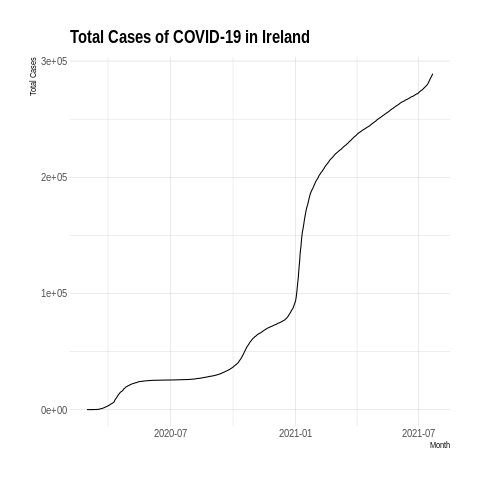 Total Cases of COVID-19 in Ireland
Total Cases
3e+05
2e+05
1e+05
0e+00
2020-07 2021-01 2021-07
Month